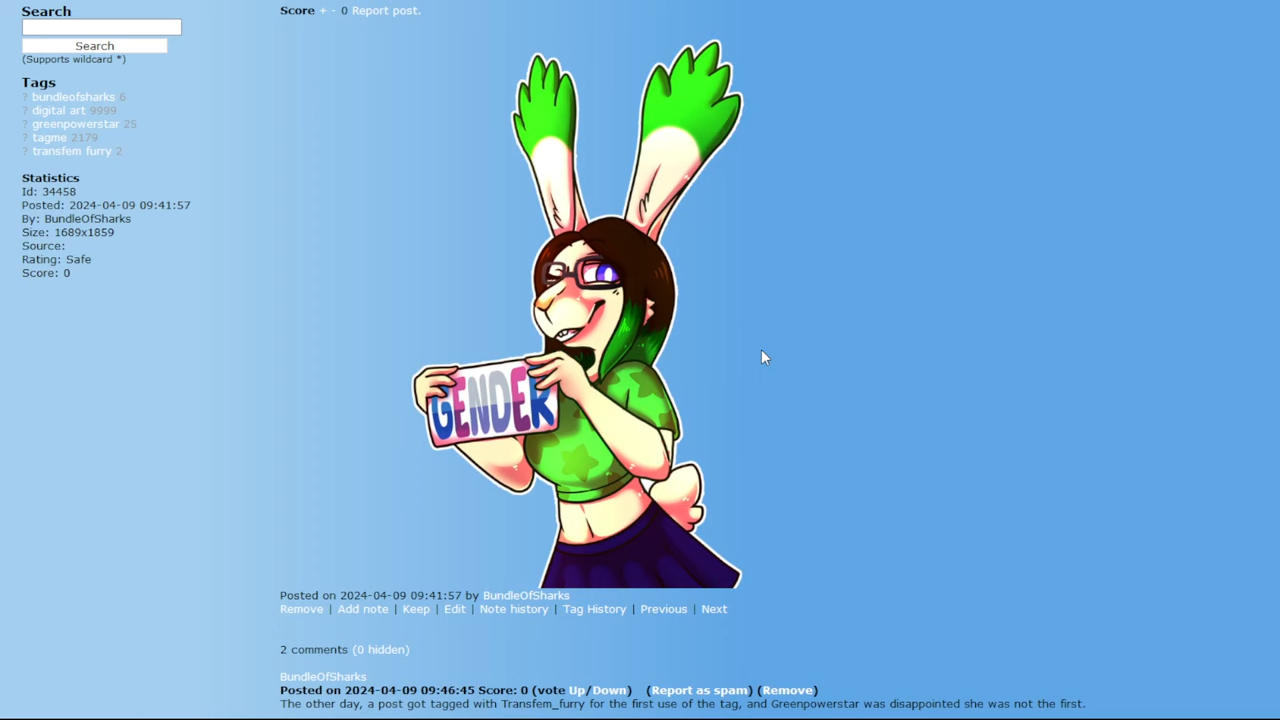 Search
Search
(Supports wildcard *)
Tags
? bundleofsharks 6
? digital art 9999
? greenpowerstar 25
? tagme 2179
? transfem furry 2
Statistics
Id: 34458
Posted: 2024-04-09 09:41:57
By: BundleOfSharks
Size: 1689x1859
Source:
Rating: Safe
Score: 0
Score + - 0 Report post.
GENDER
Posted on 2024-04-09 09:41:57 by BundleOfSharks
Remove | Add note | Keep | Edit | Note history | Tag History | Previous | Next
2 comments (0 hidden)
BundleOfSharks
Posted on 2024-04-09 09:46:45 Score: 0 (vote Up/Down) (Report as spam) (Remove)
The other day, a post got tagged with Transfem_furry for the first use of the tag, and Greenpowerstar was disappointed she was not the first.